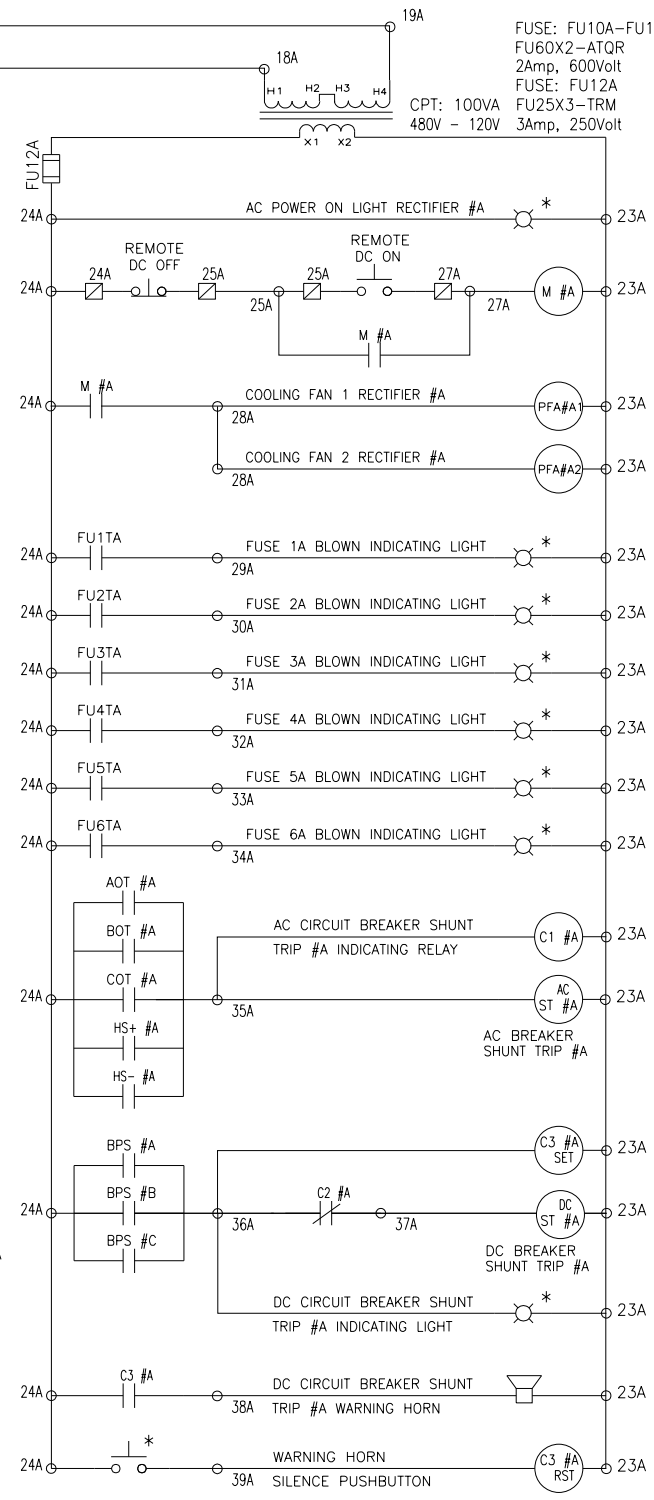 19A
FUSE: FU10A-FU1
FU60X2-ATQR
2Amp, 600Volt
FUSE: FU12A
FU25X3-TRM
3Amp, 250Volt
18A
H1 H2 H3 H4
CPT: 100VA
480V - 120V
X1 X2
FU12A
24A AC POWER ON LIGHT RECTIFIER #A * 23A
REMOTE
DC OFF
REMOTE
DC ON
24A 24A 25A 25A 25A 27A 27A M #A 23A
M #A
24A M #A 28A COOLING FAN 1 RECTIFIER #A PFA#A1 23A
28A COOLING FAN 2 RECTIFIER #A PFA#A2 23A
24A FU1TA 29A FUSE 1A BLOWN INDICATING LIGHT * 23A
24A FU2TA 30A FUSE 2A BLOWN INDICATING LIGHT * 23A
24A FU3TA 31A FUSE 3A BLOWN INDICATING LIGHT * 23A
24A FU4TA 32A FUSE 4A BLOWN INDICATING LIGHT * 23A
24A FU5TA 33A FUSE 5A BLOWN INDICATING LIGHT * 23A
24A FU6TA 34A FUSE 6A BLOWN INDICATING LIGHT * 23A
AOT #A
BOT #A
AC CIRCUIT BREAKER SHUNT
TRIP #A INDICATING RELAY
C1 #A 23A
24A COT #A 35A
AC
ST #A 23A
HS+ #A
AC BREAKER
SHUNT TRIP #A
HS- #A
BPS #A
C3 #A
SET 23A
24A BPS #B 36A C2 #A 37A
DC
ST #A 23A
BPS #C
DC BREAKER
SHUNT TRIP #A
DC CIRCUIT BREAKER SHUNT
TRIP #A INDICATING LIGHT
* 23A
24A C3 #A 38A
DC CIRCUIT BREAKER SHUNT
TRIP #A WARNING HORN
23A
24A * 39A
WARNING HORN
SILENCE PUSHBUTTON
C3 #A
RST 23A